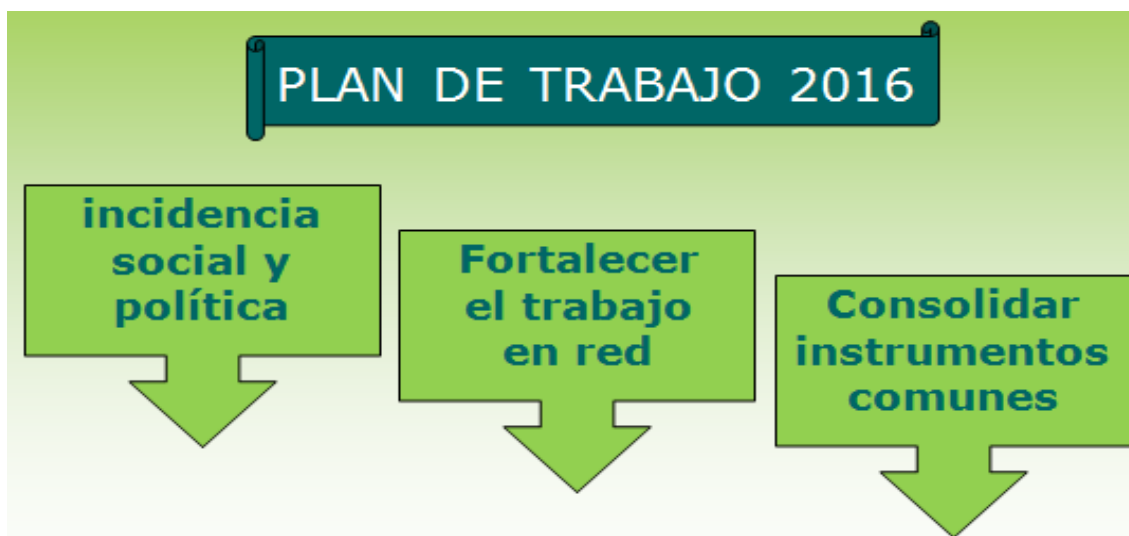 PLAN DE TRABAJO 2016
incidencia
social y
política
Fortalecer
el trabajo
en red
Consolidar
instrumentos
comunes